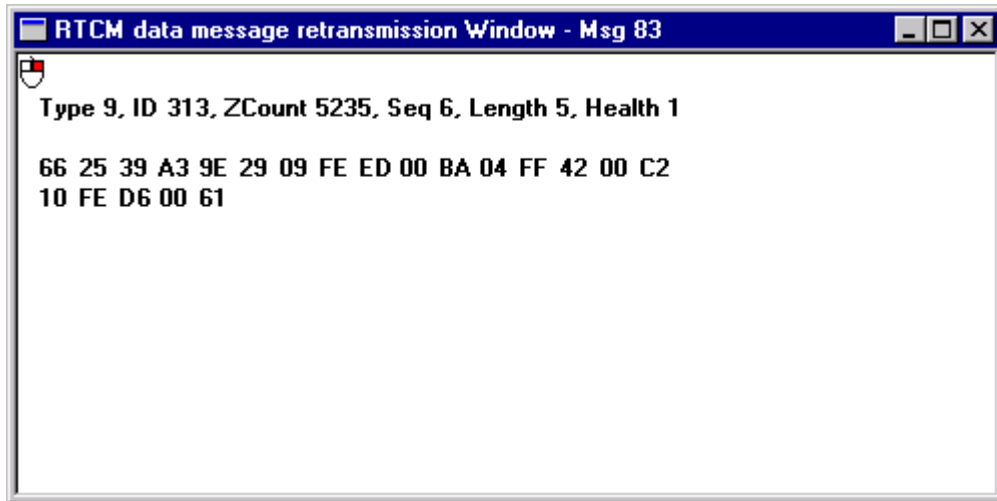 RTCM data message retransmission Window - Msg 83
Type 9, ID 313, ZCount 5235, Seq 6, Length 5, Health 1
66 25 39 A3 9E 29 09 FE ED 00 BA 04 FF 42 00 C2
10 FE D6 00 61